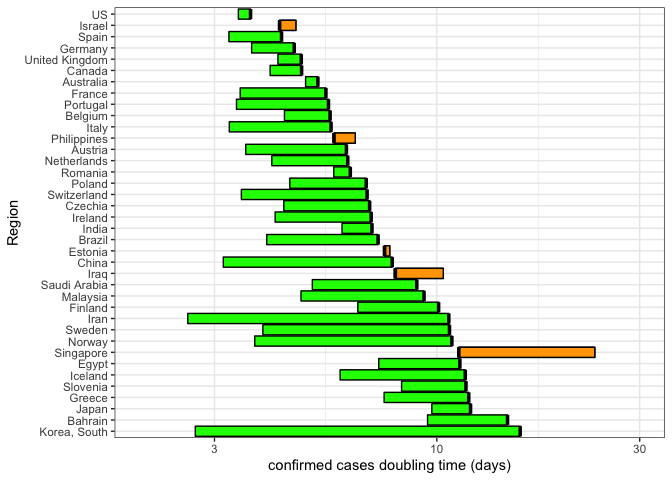 US
Israel
Spain
Germany
United Kingdom
Canada
Australia
France
Portugal
Belgium
Italy
Philippines
Austria
Netherlands
Romania
Poland
Switzerland
Czechia
Ireland
India
Brazil
Estonia
China
Iraq
Saudi Arabia
Malaysia
Finland
Iran
Sweden
Norway
Singapore
Egypt
Iceland
Slovenia
Greece
Japan
Bahrain
Korea, South
Region
3 10 30
confirmed cases doubling time (days)